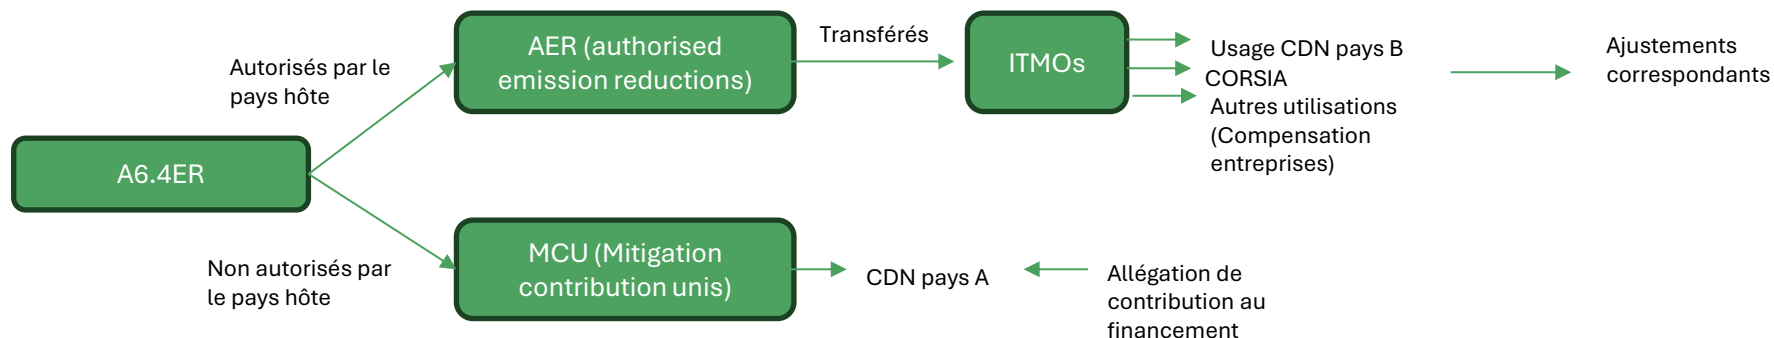 Autorisés par le
pays hôte
AER (authorised
emission reductions)
Transférés
ITMOs
Usage CDN pays B
CORSIA
Autres utilisations
(Compensation
entreprises)
Ajustements
correspondants
A6.4ER
Non autorisés par
le pays hôte
MCU (Mitigation
contribution unis)
CDN pays A
Allégation de
contribution au
financement